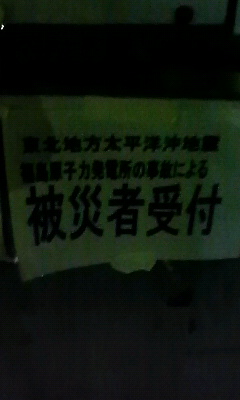 東北地方太平洋沖地震
福島原子力発電所の事故による
被災者受付